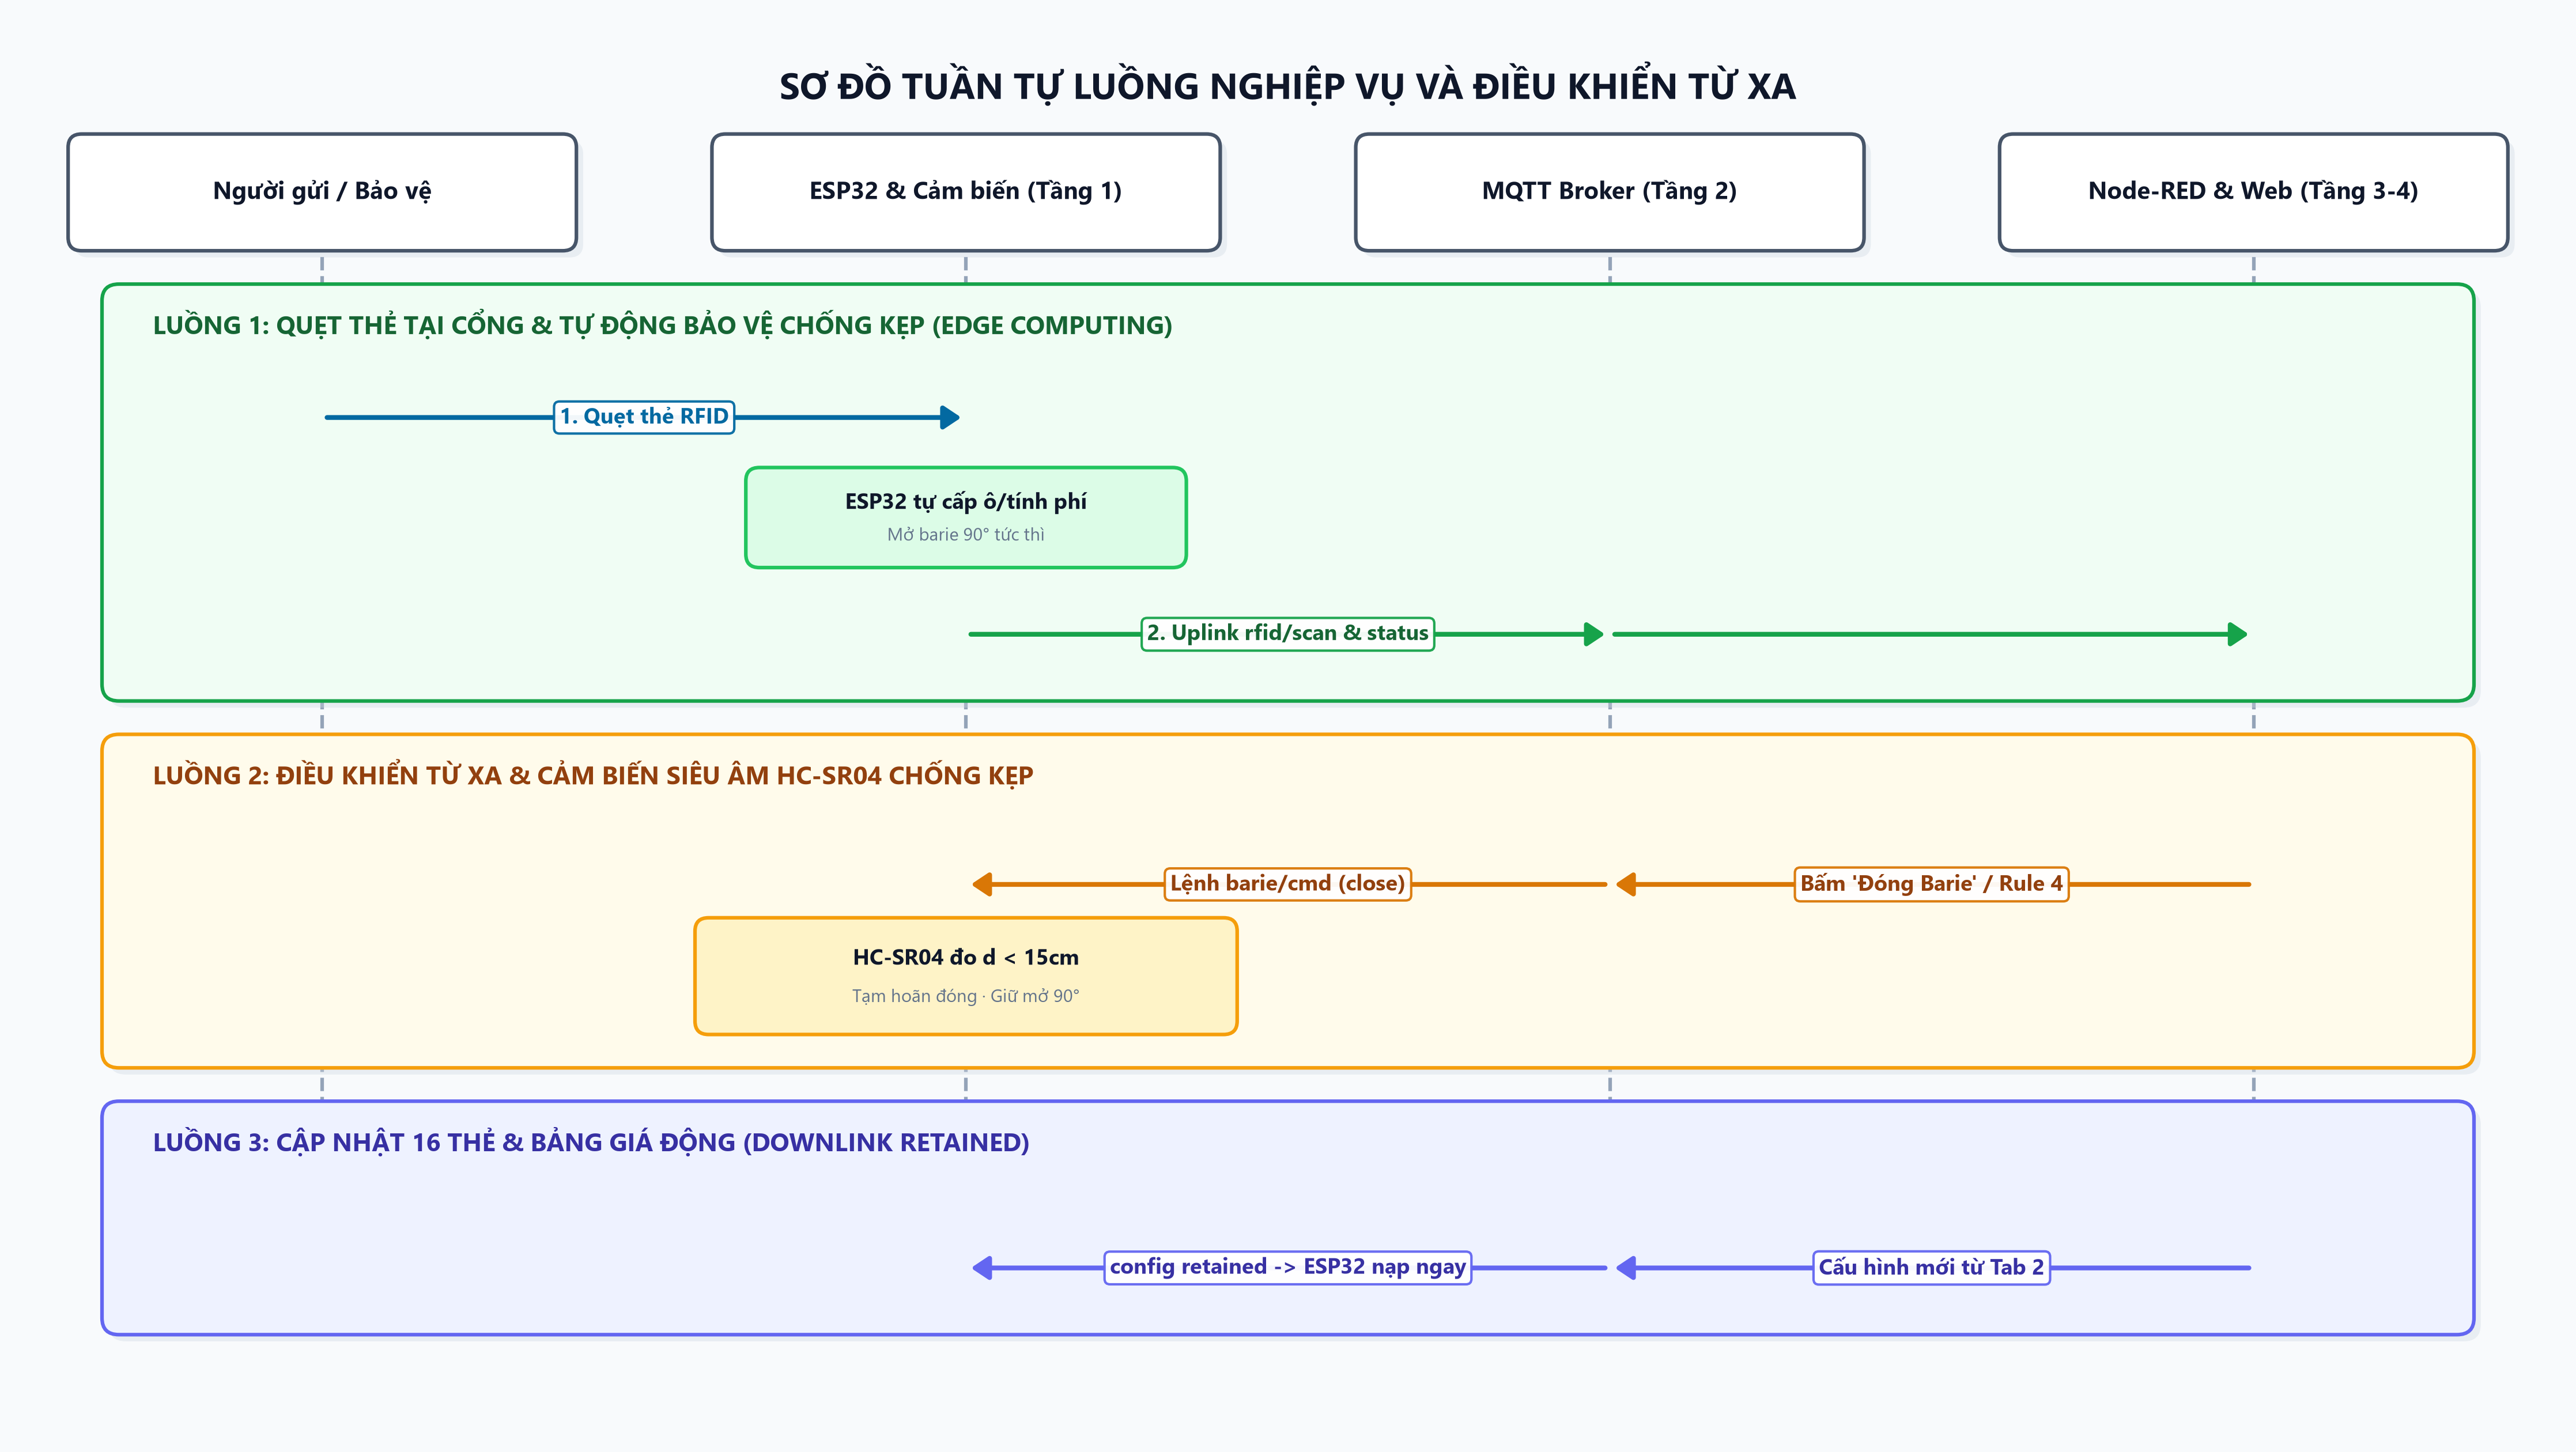 SƠ ĐỒ TUẦN TỰ LUỒNG NGHIỆP VỤ VÀ ĐIỀU KHIỂN TỪ XA
Người gửi / Bảo vệ
ESP32 & Cảm biến (Tầng 1)
MQTT Broker (Tầng 2)
Node-RED & Web (Tầng 3-4)
LUỒNG 1: QUẸT THẺ TẠI CỔNG & TỰ ĐỘNG BẢO VỆ CHỐNG KẸP (EDGE COMPUTING)
1. Quẹt thẻ RFID
ESP32 tự cấp ô/tính phí
Mở barie 90° tức thì
2. Uplink rfid/scan & status
LUỒNG 2: ĐIỀU KHIỂN TỪ XA & CẢM BIẾN SIÊU ÂM HC-SR04 CHỐNG KẸP
Lệnh barie/cmd (close)
Bấm 'Đóng Barie' / Rule 4
HC-SR04 đo d < 15cm
Tạm hoãn đóng · Giữ mở 90°
LUỒNG 3: CẬP NHẬT 16 THẺ & BẢNG GIÁ ĐỘNG (DOWNLINK RETAINED)
config retained -> ESP32 nạp ngay
Cấu hình mới từ Tab 2